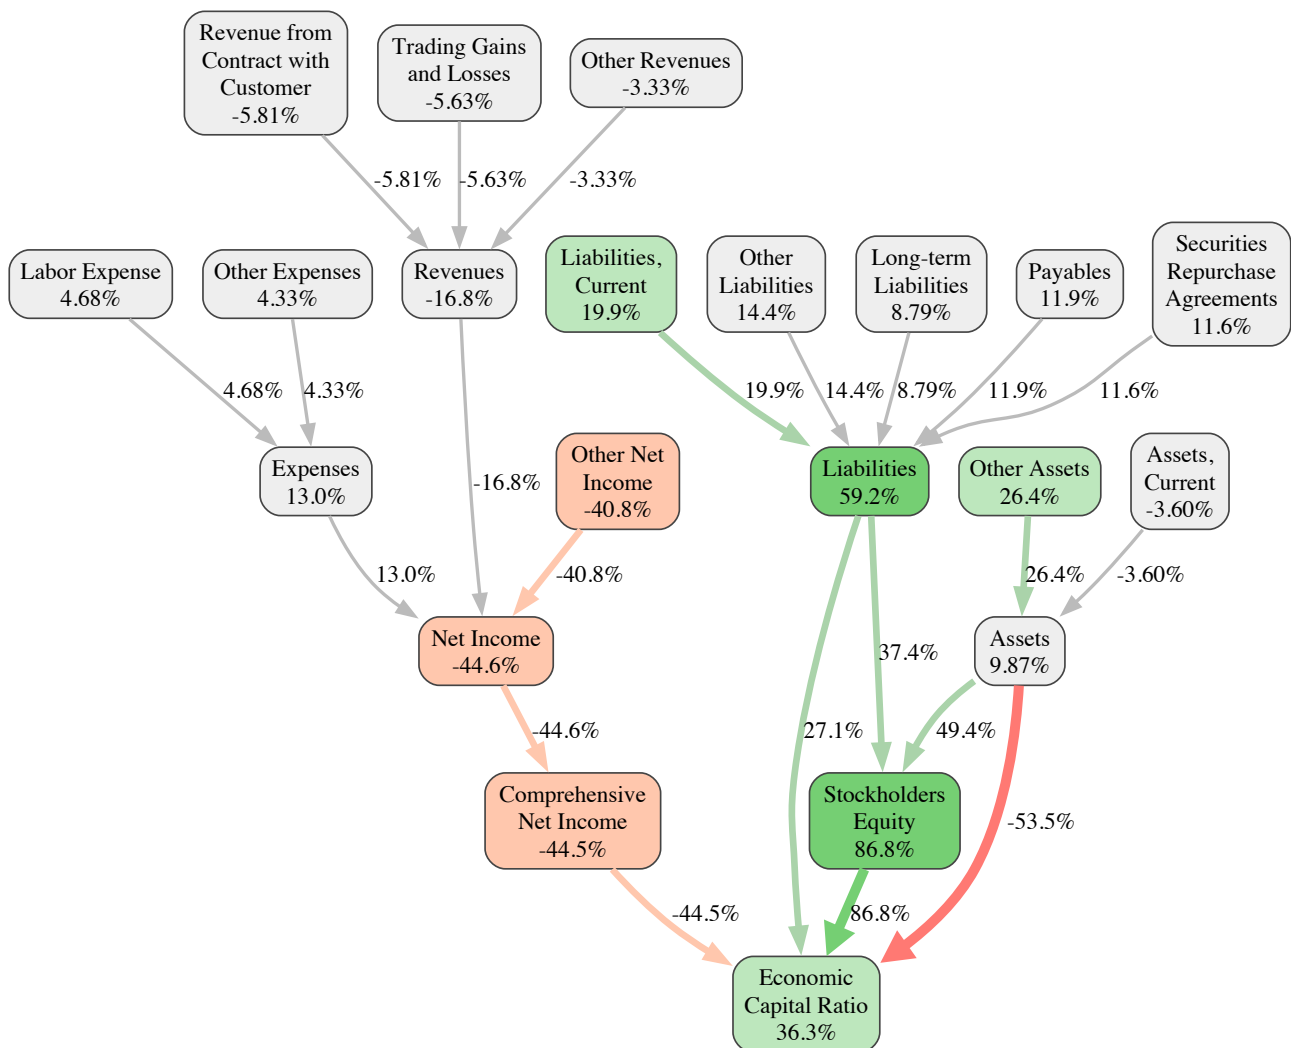 Revenue from
Contract with
Customer
-5.81%
Trading Gains
and Losses
-5.63%
Other Revenues
-3.33%
-5.81%
-5.63%
-3.33%
Labor Expense
4.68%
Other Expenses
4.33%
Revenues
-16.8%
Liabilities,
Current
19.9%
Other
Liabilities
14.4%
Long-term
Liabilities
8.79%
Payables
11.9%
Securities
Repurchase
Agreements
11.6%
4.68%
4.33%
19.9%
14.4%
8.79%
11.9%
11.6%
Expenses
13.0%
-16.8%
Other Net
Income
-40.8%
Liabilities
59.2%
Other Assets
26.4%
Assets,
Current
-3.60%
13.0%
-40.8%
26.4%
-3.60%
Net Income
-44.6%
37.4%
Assets
9.87%
-44.6%
27.1%
49.4%
Comprehensive
Net Income
-44.5%
Stockholders
Equity
86.8%
-53.5%
-44.5%
86.8%
Economic
Capital Ratio
36.3%